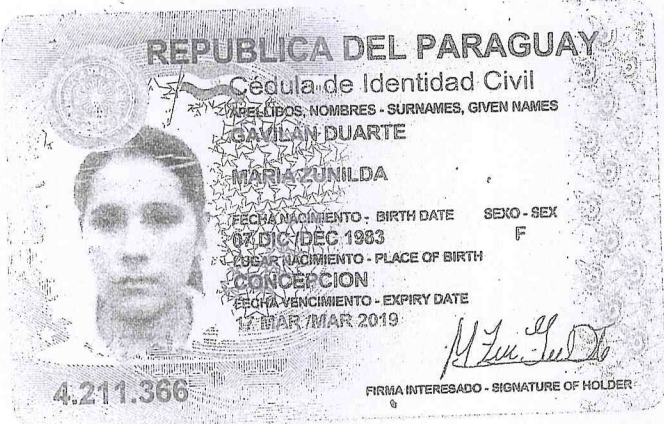 REPUBLICA DEL PARAGUAY
Cédula de Identidad Civil
APELLIDOS, NOMBRES - SURNAMES, GIVEN NAMES
GAVILAN DUARTE
MARIA ZUNILDA
FECHA NACIMIENTO - BIRTH DATE SEXO - SEX
07 DIC /DEC 1983 F
LUGAR NACIMIENTO - PLACE OF BIRTH
CONCEPCION
FECHA VENCIMIENTO - EXPIRY DATE
17 MAR /MAR 2019
4.211.366
FIRMA INTERESADO - SIGNATURE OF HOLDER